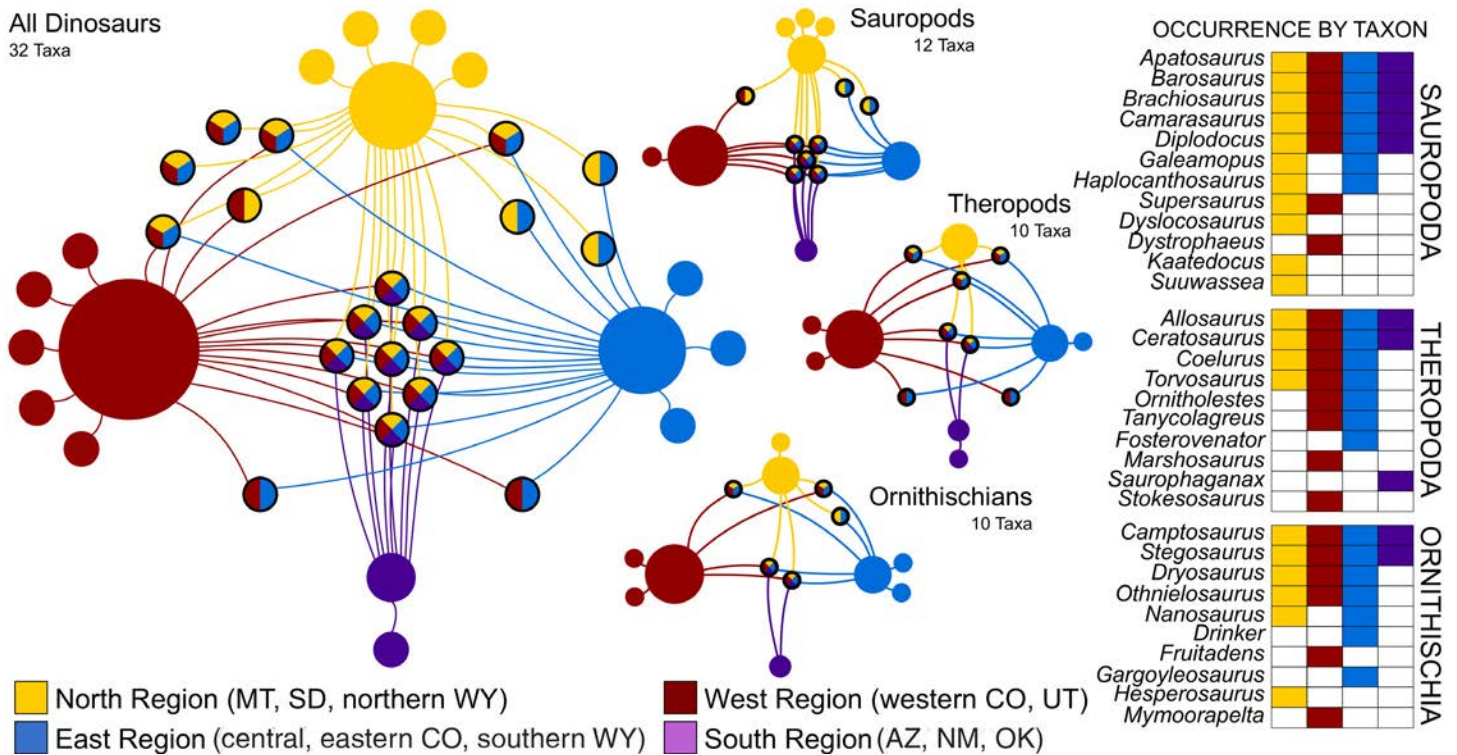 All Dinosaurs
32 Taxa
Sauropods
12 Taxa
Theropods
10 Taxa
Ornithischians
10 Taxa
North Region (MT, SD, northern WY)
East Region (central, eastern CO, southern WY)
West Region (western CO, UT)
South Region (AZ, NM, OK)
OCCURRENCE BY TAXON
Apatosaurus
Barosaurus
Brachiosaurus
Camarasaurus
Diplodocus
Galeamopus
Haplocanthosaurus
Supersaurus
Dyslocosaurus
Dystrophaeus
Kaatedocus
Suuwassea
SAUROPODA
Allosaurus
Ceratosaurus
Coelurus
Torvosaurus
Ornitholestes
Tanycolagreus
Fosterovenator
Marshosaurus
Saurophaganax
Stokesosaurus
THEROPODA
Camptosaurus
Stegosaurus
Dryosaurus
Othnielosaurus
Nanosaurus
Drinker
Fruitadens
Gargoyleosaurus
Hesperosaurus
Mymoorapelta
ORNITHISCHIA